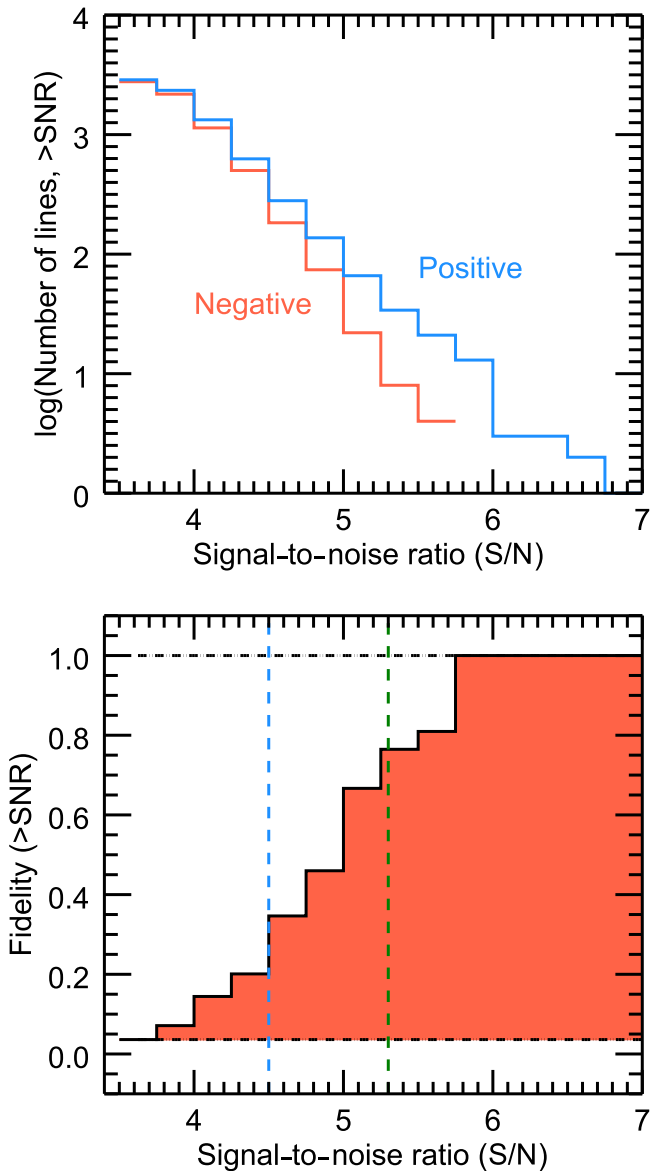 4
3
2
1
0
log(Number of lines, >SNR)
Positive
Negative
4 5 6 7
Signal-to-noise ratio (S/N)
1.0
0.8
0.6
0.4
0.2
0.0
Fidelity (>SNR)
4 5 6 7
Signal-to-noise ratio (S/N)